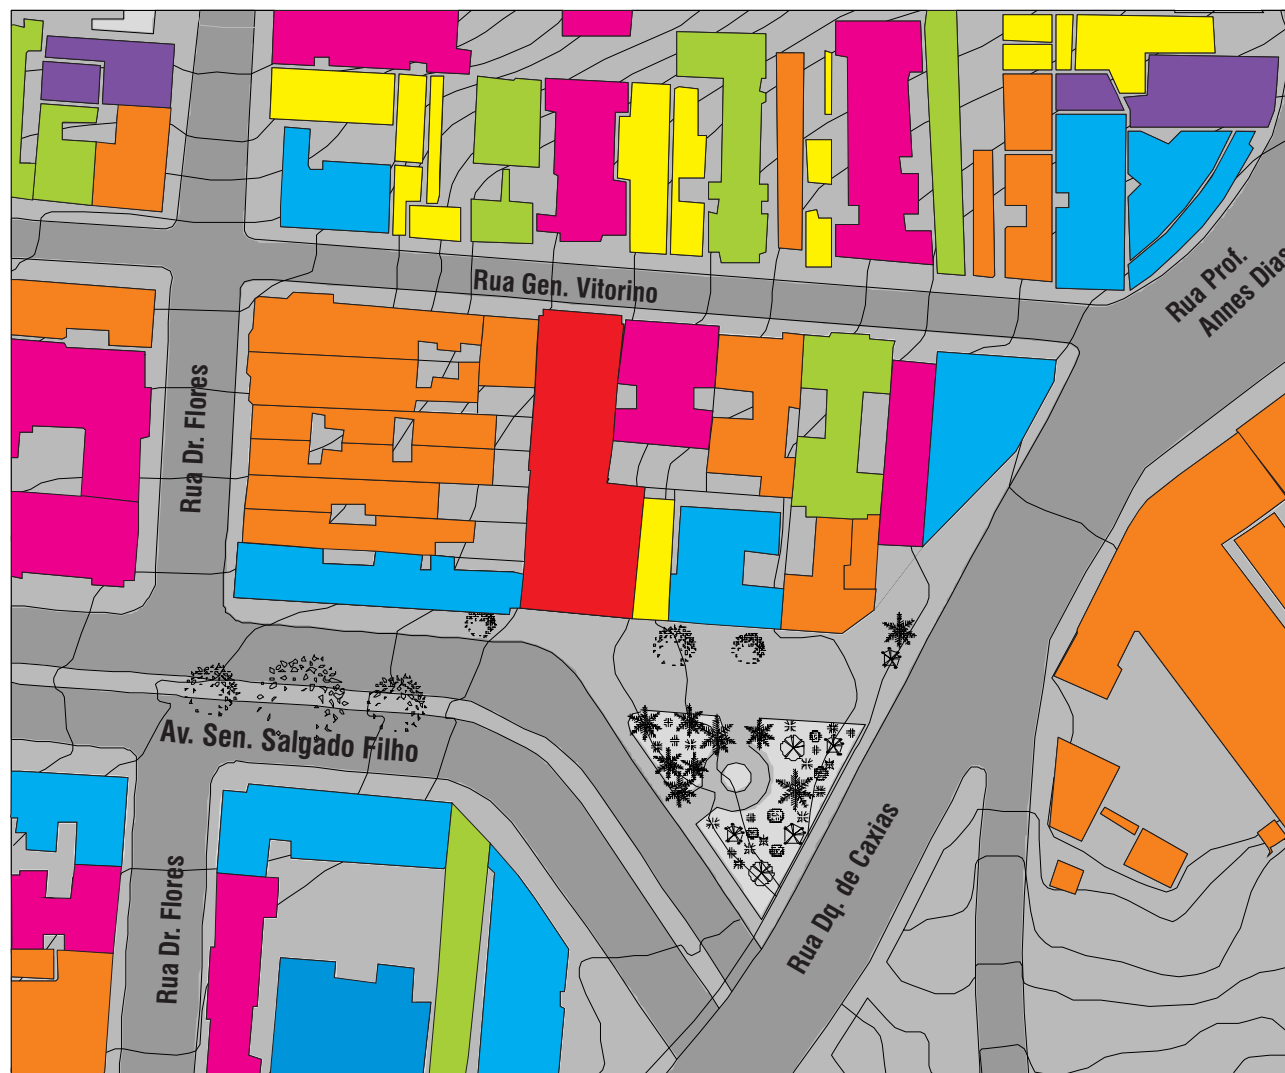 Rua Gen. Vitorino
Rua Prof.
Annes Dias
Rua Dr. Flores
Av. Sen. Salgado Filho
Rua Dr. Flores
Rua Dq. de Caxias